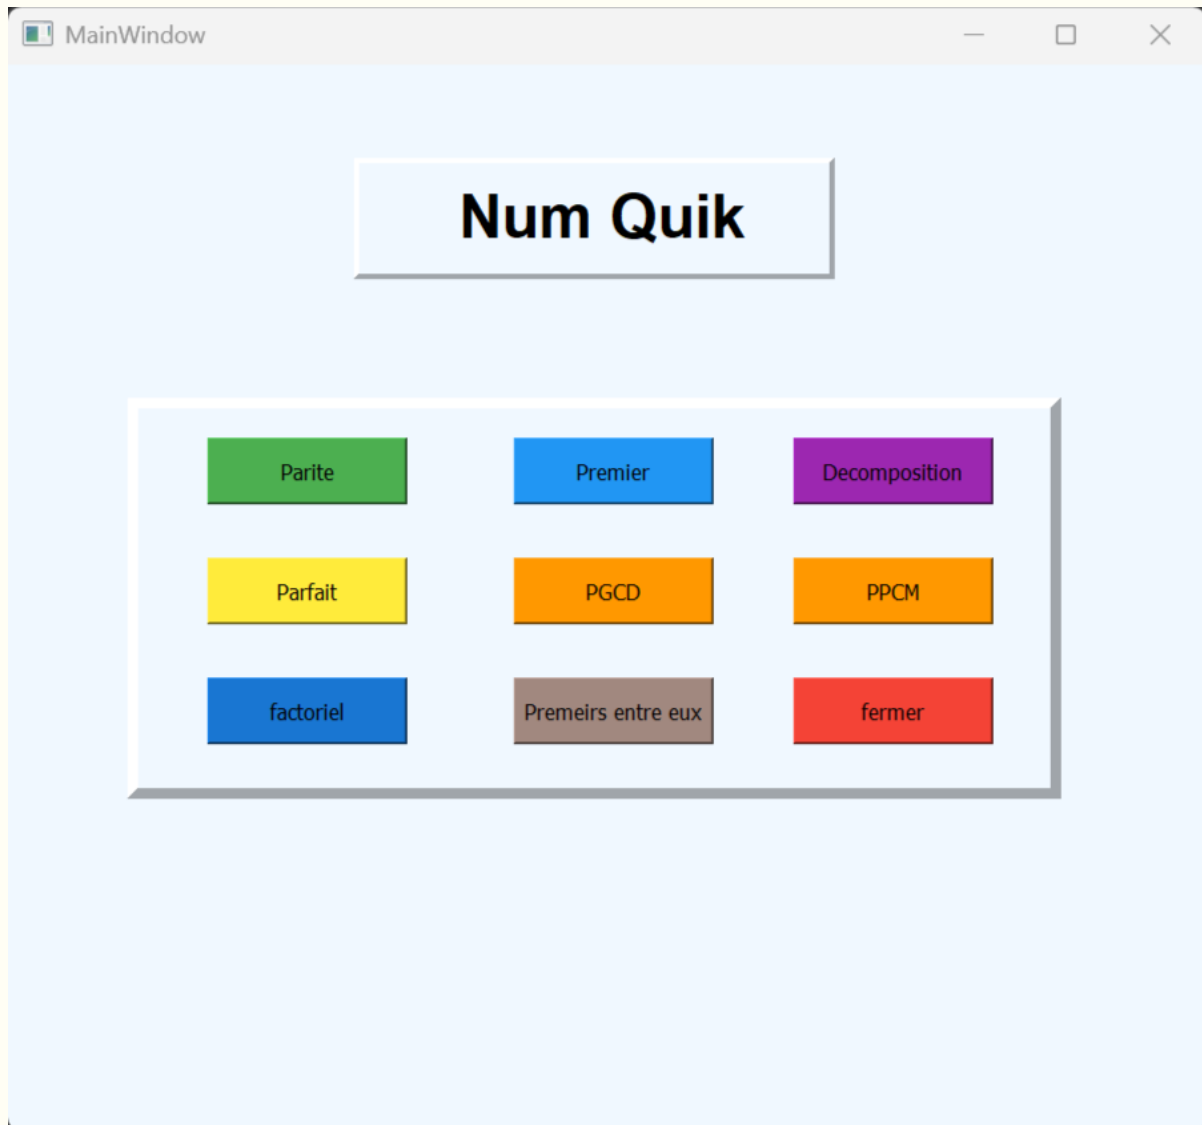 MainWindow
Num Quik
Parite Premier Decomposition
Parfait PGCD PPCM
factoriel Premeirs entre eux fermer